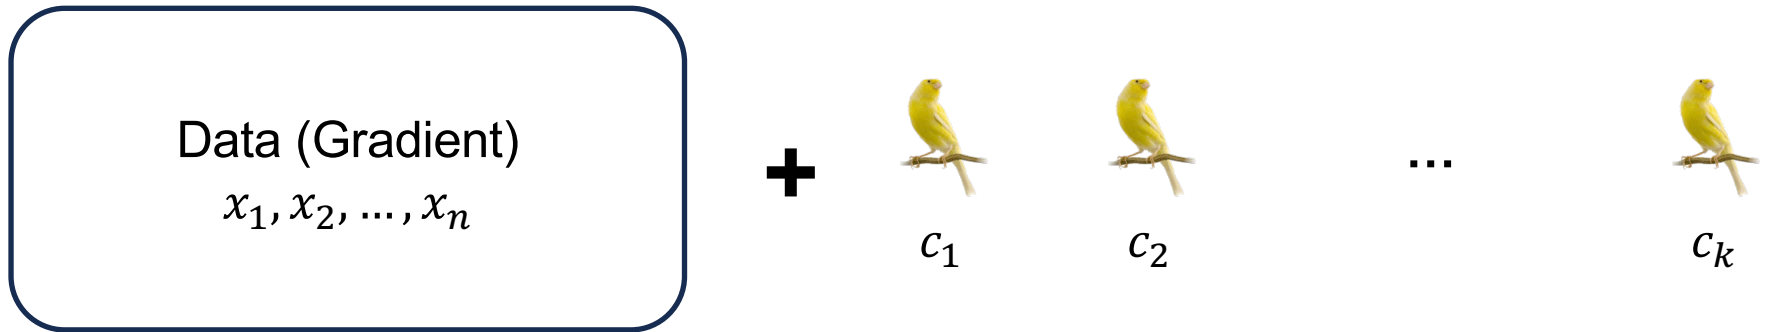 Data (Gradient)
x₁, x₂, …, xₙ
+
...
c₁
c₂
cₖ